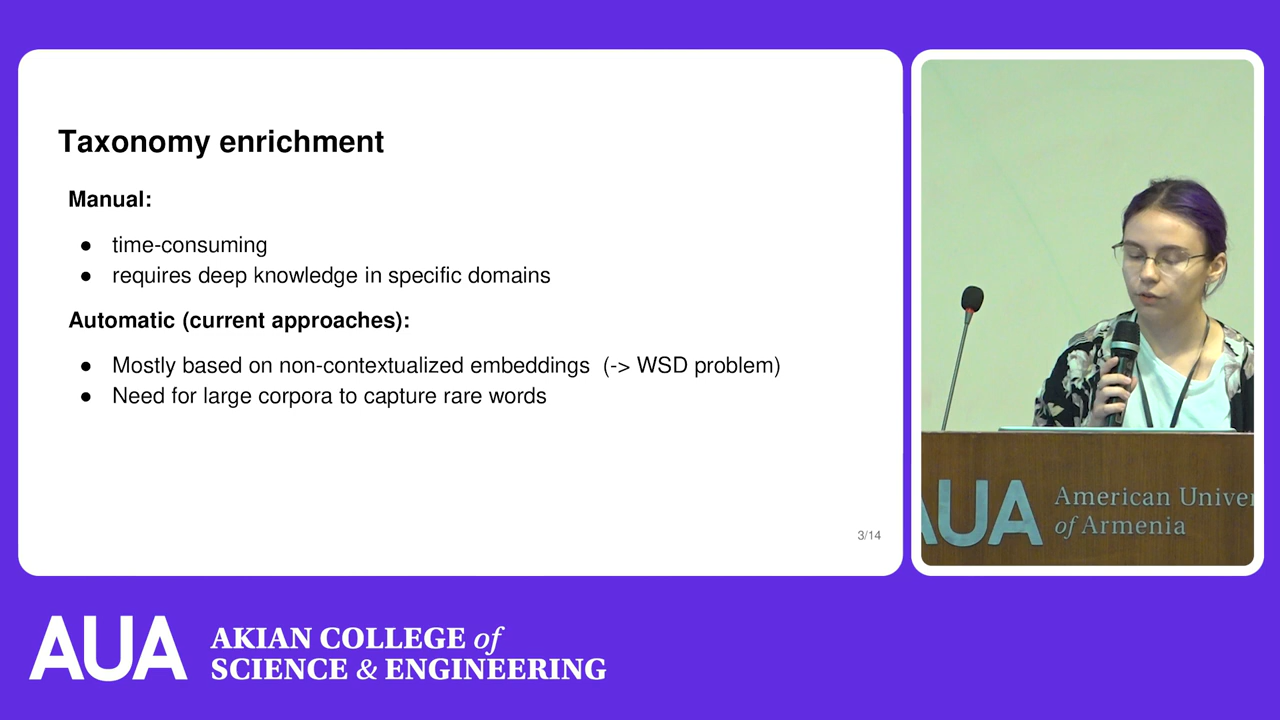 Taxonomy enrichment
Manual:
● time-consuming
● requires deep knowledge in specific domains
Automatic (current approaches):
● Mostly based on non-contextualized embeddings (-> WSD problem)
● Need for large corpora to capture rare words
3/14
AUA
American Univer
of Armenia
AUA
AKIAN COLLEGE of
SCIENCE & ENGINEERING